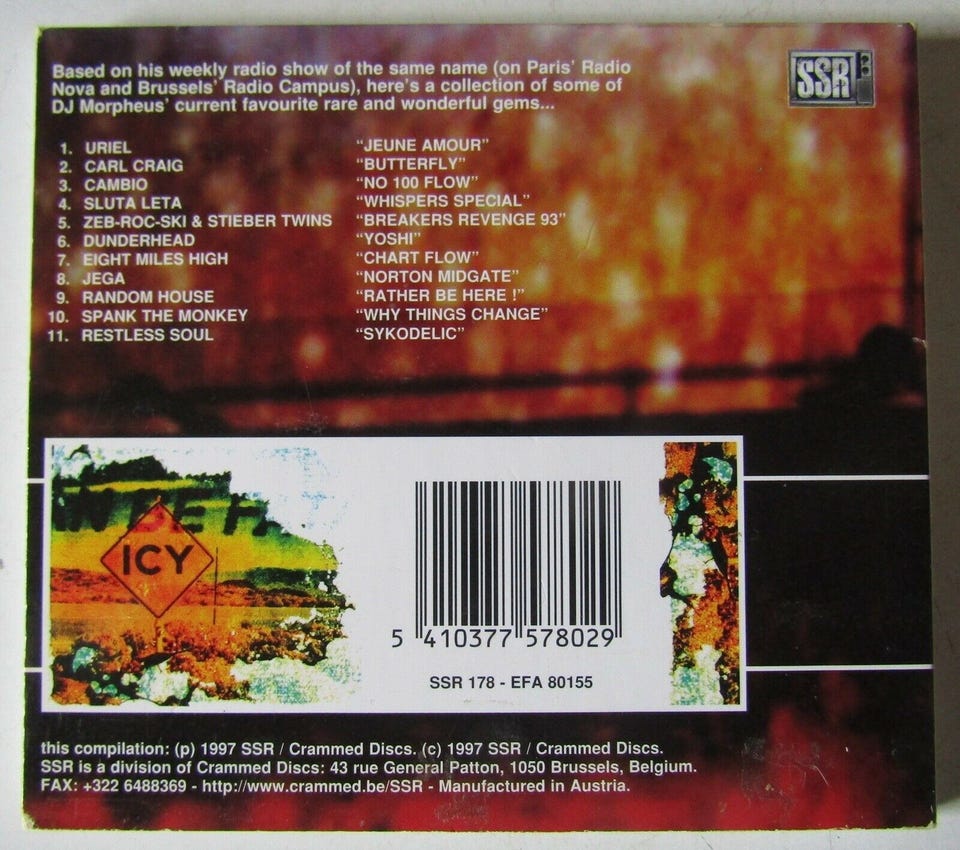 Based on his weekly radio show of the same name (on Paris' Radio
Nova and Brussels' Radio Campus), here's a collection of some of
DJ Morpheus' current favourite rare and wonderful gems...
SSR
1. URIEL "JEUNE AMOUR"
2. CARL CRAIG "BUTTERFLY"
3. CAMBIO "NO 100 FLOW"
4. SLUTA LETA "WHISPERS SPECIAL"
5. ZEB-ROC-SKI & STIEBER TWINS "BREAKERS REVENGE 93"
6. DUNDERHEAD "YOSHI"
7. EIGHT MILES HIGH "CHART FLOW"
8. JEGA "NORTON MIDGATE"
9. RANDOM HOUSE "RATHER BE HERE !"
10. SPANK THE MONKEY "WHY THINGS CHANGE"
11. RESTLESS SOUL "SYKODELIC"
ICY
5 410377 578029
SSR 178 - EFA 80155
this compilation: (p) 1997 SSR / Crammed Discs. (c) 1997 SSR / Crammed Discs.
SSR is a division of Crammed Discs: 43 rue General Patton, 1050 Brussels, Belgium.
FAX: +322 6488369 - http://www.crammed.be/SSR - Manufactured in Austria.